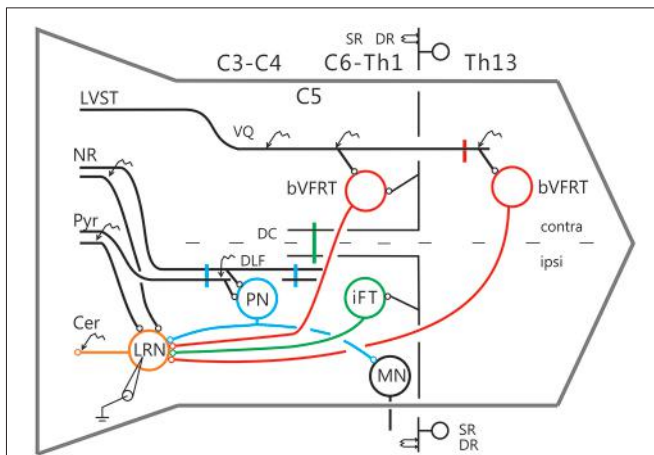 SR DR
C3-C4 C6-Th1 Th13
C5
LVST
VQ
NR
bVFRT bVFRT
Pyr
DC
contra
DLF
ipsi
PN iFT
Cer
LRN
MN
SR
DR